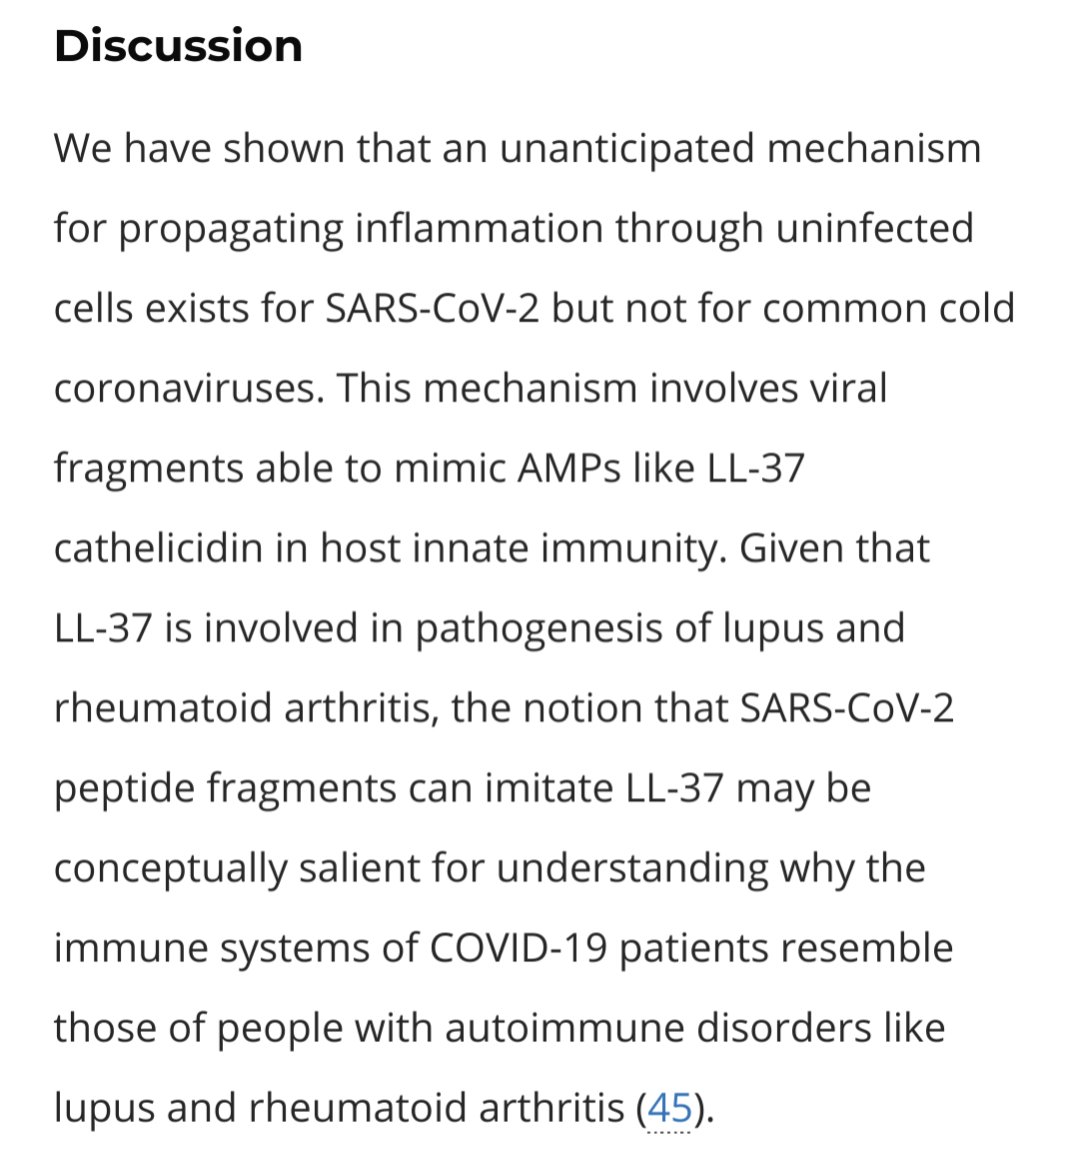 Discussion
We have shown that an unanticipated mechanism
for propagating inflammation through uninfected
cells exists for SARS-CoV-2 but not for common cold
coronaviruses. This mechanism involves viral
fragments able to mimic AMPs like LL-37
cathelicidin in host innate immunity. Given that
LL-37 is involved in pathogenesis of lupus and
rheumatoid arthritis, the notion that SARS-CoV-2
peptide fragments can imitate LL-37 may be
conceptually salient for understanding why the
immune systems of COVID-19 patients resemble
those of people with autoimmune disorders like
lupus and rheumatoid arthritis (45).